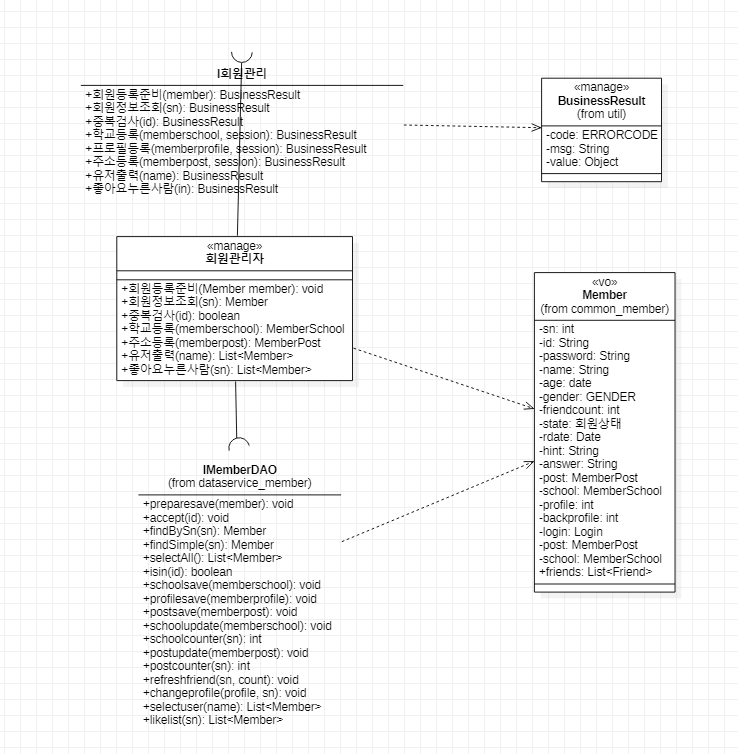 I회원관리
+회원등록준비(member): BusinessResult
+회원정보조회(sn): BusinessResult
+중복검사(id): BusinessResult
+학교등록(memberschool, session): BusinessResult
+프로필등록(memberprofile, session): BusinessResult
+주소등록(memberpost, session): BusinessResult
+유저출력(name): BusinessResult
+좋아요누른사람(in): BusinessResult
«manage»
BusinessResult
(from util)
-code: ERRORCODE
-msg: String
-value: Object
«manage»
회원관리자
+회원등록준비(Member member): void
+회원정보조회(sn): Member
+중복검사(id): boolean
+학교등록(memberschool): MemberSchool
+주소등록(memberpost): MemberPost
+유저출력(name): List<Member>
+좋아요누른사람(sn): List<Member>
«vo»
Member
(from common_member)
-sn: int
-id: String
-password: String
-name: String
-age: date
-gender: GENDER
-friendcount: int
-state: 회원상태
-rdate: Date
-hint: String
-answer: String
-post: MemberPost
-school: MemberSchool
-profile: int
-backprofile: int
-login: Login
-post: MemberPost
-school: MemberSchool
+friends: List<Friend>
IMemberDAO
(from dataservice_member)
+preparesave(member): void
+accept(id): void
+findBySn(sn): Member
+findSimple(sn): Member
+selectAll(): List<Member>
+isin(id): boolean
+schoolsave(memberschool): void
+profilesave(memberprofile): void
+postsave(memberpost): void
+schoolupdate(memberschool): void
+schoolcounter(sn): int
+postupdate(memberpost): void
+postcounter(sn): int
+refreshfriend(sn, count): void
+changeprofile(profile, sn): void
+selectuser(name): List<Member>
+likelist(sn): List<Member>